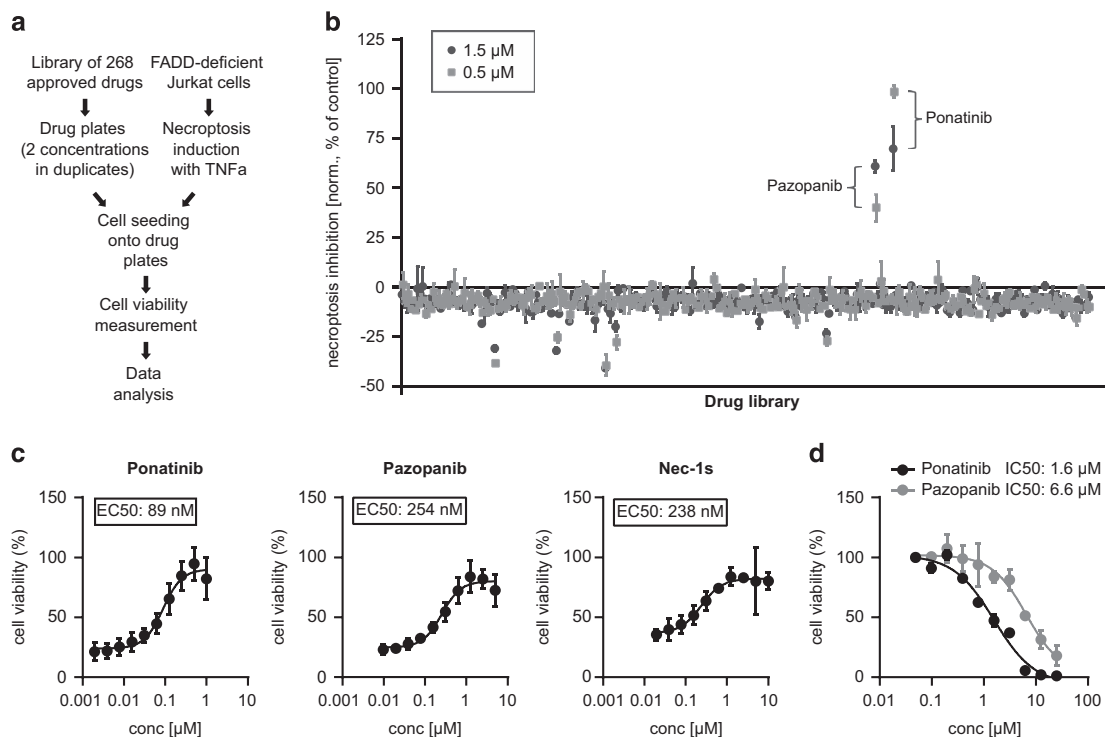 a
Library of 268
approved drugs
FADD-deficient
Jurkat cells
Drug plates
(2 concentrations
in duplicates)
Necroptosis
induction
with TNFa
Cell seeding
onto drug
plates
Cell viability
measurement
Data
analysis
b
necroptosis inhibition [norm., % of control]
125
100
75
50
25
0
-25
-50
1.5 µM
0.5 µM
Ponatinib
Pazopanib
Drug library
c
Ponatinib
EC50: 89 nM
cell viability (%)
150
100
50
0
0.001
0.01
0.1
1
10
conc [µM]
Pazopanib
EC50: 254 nM
cell viability (%)
150
100
50
0
0.001
0.01
0.1
1
10
conc [µM]
Nec-1s
EC50: 238 nM
cell viability (%)
150
100
50
0
0.001
0.01
0.1
1
10
conc [µM]
d
Ponatinib IC50: 1.6 µM
Pazopanib IC50: 6.6 µM
cell viability (%)
150
100
50
0
0.01
0.1
1
10
100
conc [µM]